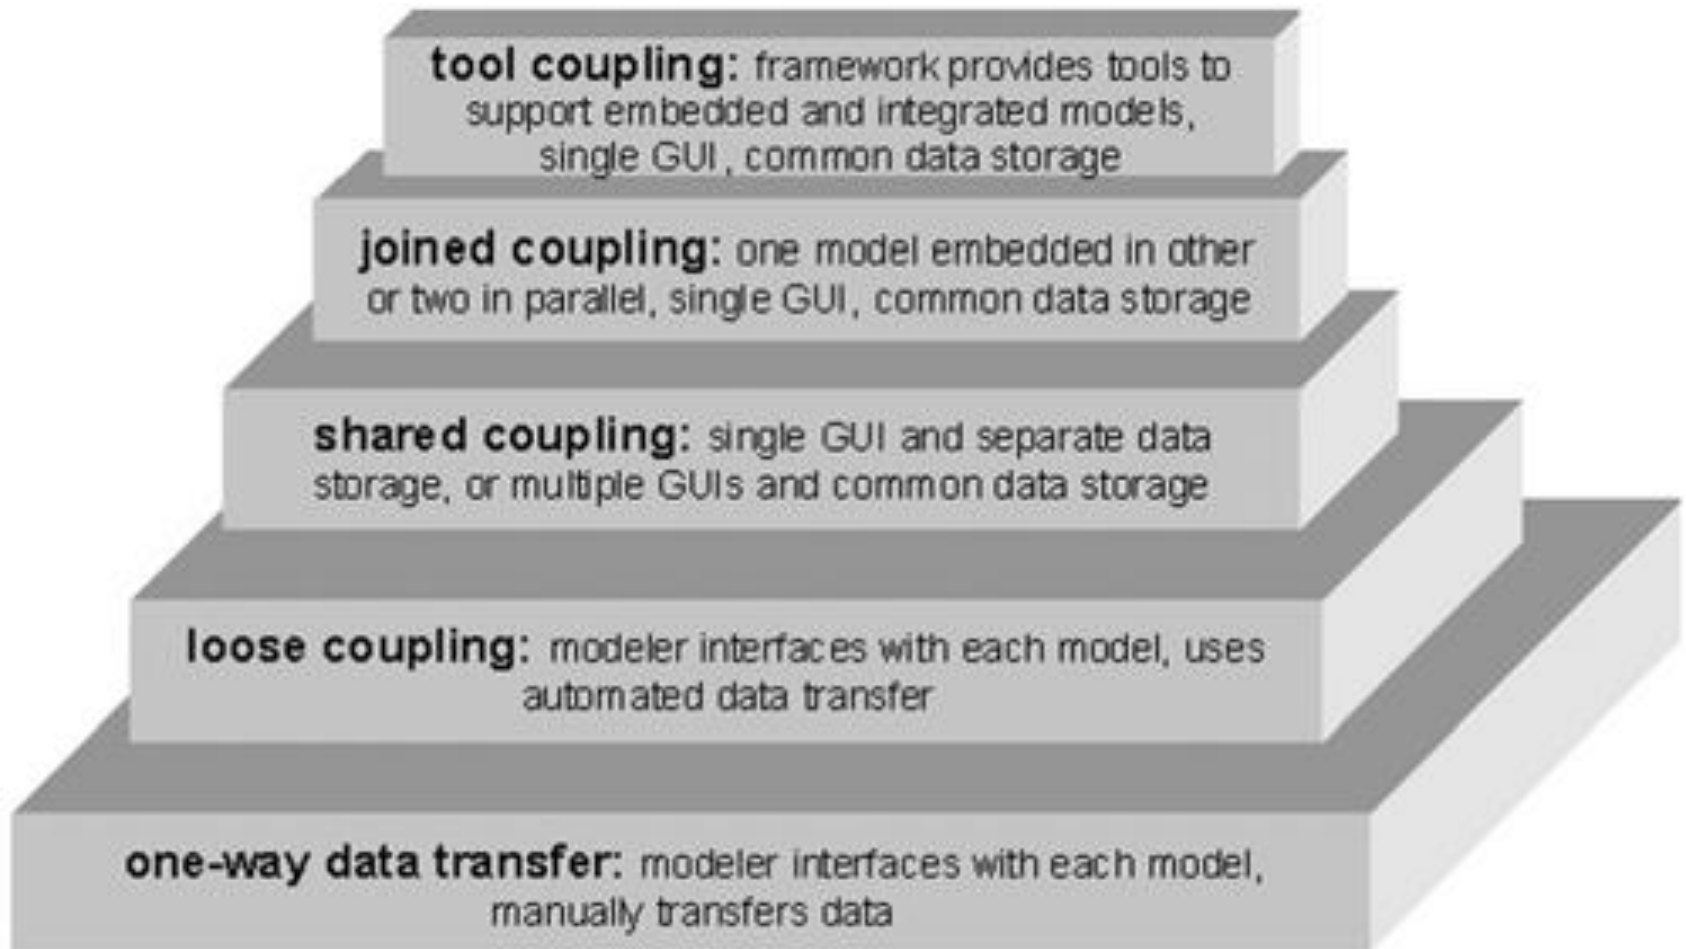 tool coupling: framework provides tools to
support embedded and integrated models,
single GUI, common data storage
joined coupling: one model embedded in other
or two in parallel, single GUI, common data storage
shared coupling: single GUI and separate data
storage, or multiple GUIs and common data storage
loose coupling: modeler interfaces with each model, uses
automated data transfer
one-way data transfer: modeler interfaces with each model,
manually transfers data